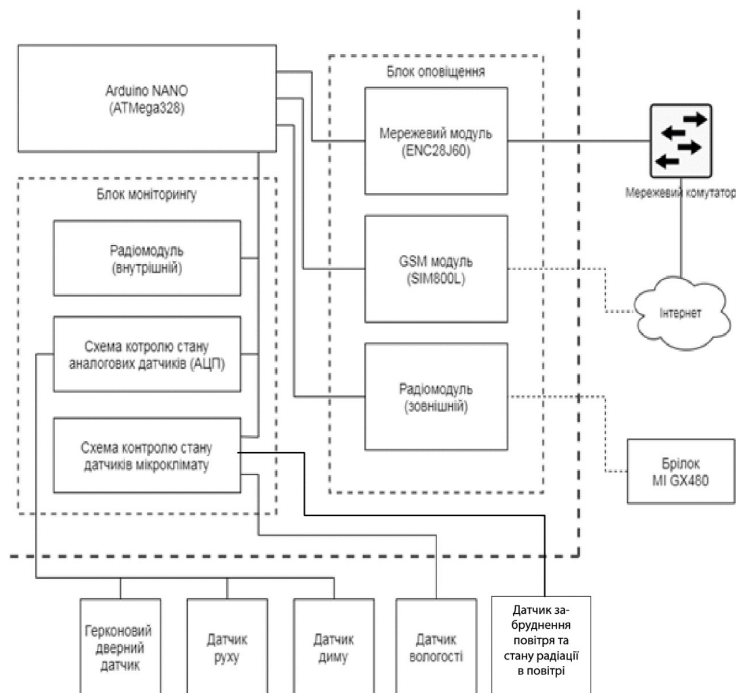 Arduino NANO
(ATMega328)
Блок оповіщення
Мережевий модуль
(ENC28J60)
Мережевий комутатор
Блок моніторингу
Радіомодуль
(внутрішній)
GSM модуль
(SIM800L)
Інтернет
Схема котролю стану
аналогових датчиків (АЦП)
Радіомодуль
(зовнішній)
Схема контролю стану
датчиків мікроклімату
Брілок
MI GX480
Герконовий
дверний
датчик
Датчик
руху
Датчик
диму
Датчик
вологості
Датчик за-
бруднення
повітря та
стану радіації
в повітрі